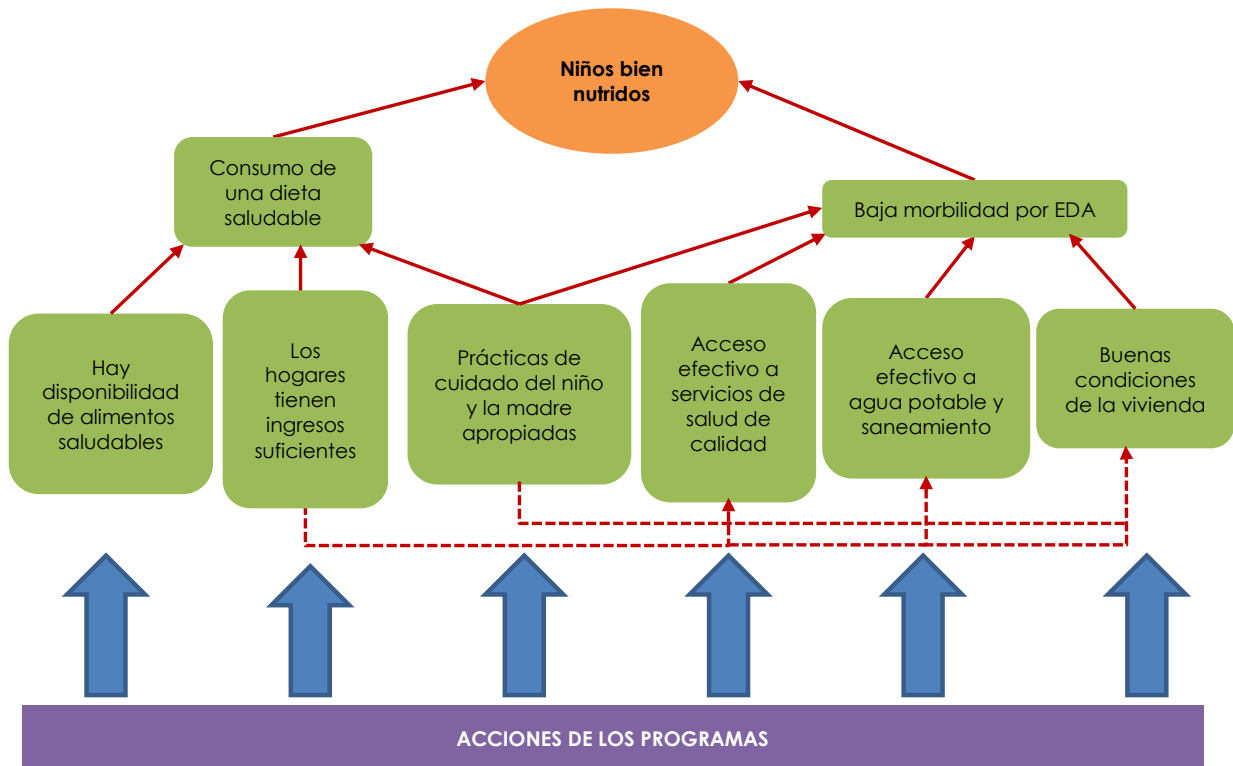 Niños bien
nutridos
Consumo de
una dieta
saludable
Baja morbilidad por EDA
Hay
disponibilidad
de alimentos
saludables
Los
hogares
tienen
ingresos
suficientes
Prácticas de
cuidado del niño
y la madre
apropiadas
Acceso
efectivo a
servicios de
salud de
calidad
Acceso
efectivo a
agua potable y
saneamiento
Buenas
condiciones
de la vivienda
ACCIONES DE LOS PROGRAMAS